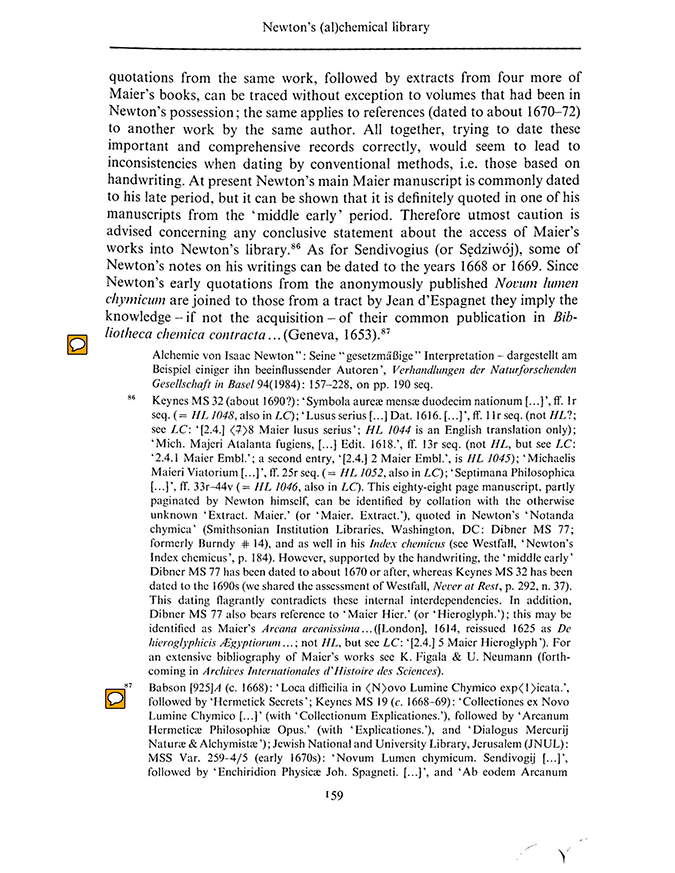 Newton's (al)chemical library
quotations from the same work, followed by extracts from four more of
Maier's books, can be traced without exception to volumes that had been in
Newton's possession; the same applies to references (dated to about 1670–72)
to another work by the same author. All together, trying to date these
important and comprehensive records correctly, would seem to lead to
inconsistencies when dating by conventional methods, i.e. those based on
handwriting. At present Newton's main Maier manuscript is commonly dated
to his late period, but it can be shown that it is definitely quoted in one of his
manuscripts from the 'middle early' period. Therefore utmost caution is
advised concerning any conclusive statement about the access of Maier's
works into Newton's library.86 As for Sendivogius (or Sędziwój), some of
Newton's notes on his writings can be dated to the years 1668 or 1669. Since
Newton's early quotations from the anonymously published Novum lumen
chymicum are joined to those from a tract by Jean d'Espagnet they imply the
knowledge – if not the acquisition – of their common publication in Bib-
liotheca chemica contracta... (Geneva, 1653).87
Alchemie von Isaac Newton": Seine "gesetzmäßige" Interpretation – dargestellt am
Beispiel einiger ihn beeinflussender Autoren', Verhandlungen der Naturforschenden
Gesellschaft in Basel 94(1984): 157–228, on pp. 190 seq.
86 Keynes MS 32 (about 1690?): 'Symbola aureæ mensæ duodecim nationum [...]', ff. 1r
seq. (= HL 1048, also in LC); 'Lusus serius [...] Dat. 1616. [...]', ff. 11r seq. (not HL?;
see LC: '[2.4.] ⟨7⟩8 Maier lusus serius'; HL 1044 is an English translation only);
'Mich. Majeri Atalanta fugiens, [...] Edit. 1618.', ff. 13r seq. (not HL, but see LC:
'2.4.1 Maier Embl.'; a second entry, '[2.4.] 2 Maier Embl.', is HL 1045); 'Michaelis
Maieri Viatorium [...]', ff. 25r seq. (= HL 1052, also in LC); 'Septimana Philosophica
[...]', ff. 33r–44v (= HL 1046, also in LC). This eighty-eight page manuscript, partly
paginated by Newton himself, can be identified by collation with the otherwise
unknown 'Extract. Maier.' (or 'Maier. Extract.'), quoted in Newton's 'Notanda
chymica' (Smithsonian Institution Libraries, Washington, DC: Dibner MS 77;
formerly Burndy # 14), and as well in his Index chemicus (see Westfall, 'Newton's
Index chemicus', p. 184). However, supported by the handwriting, the 'middle early'
Dibner MS 77 has been dated to about 1670 or after, whereas Keynes MS 32 has been
dated to the 1690s (we shared the assessment of Westfall, Never at Rest, p. 292, n. 37).
This dating flagrantly contradicts these internal interdependencies. In addition,
Dibner MS 77 also bears reference to 'Maier Hier.' (or 'Hieroglyph.'); this may be
identified as Maier's Arcana arcanissima...([London], 1614, reissued 1625 as De
hieroglyphicis Ægyptiorum...; not HL, but see LC: '[2.4.] 5 Maier Hieroglyph'). For
an extensive bibliography of Maier's works see K. Figala & U. Neumann (forth-
coming in Archives Internationales d'Histoire des Sciences).
87 Babson [925]A (c. 1668): 'Loca difficilia in ⟨N⟩ovo Lumine Chymico exp⟨l⟩icata.',
followed by 'Hermetick Secrets'; Keynes MS 19 (c. 1668–69): 'Collectiones ex Novo
Lumine Chymico [...]' (with 'Collectionum Explicationes.'), followed by 'Arcanum
Hermeticæ Philosophiæ Opus.' (with 'Explicationes.'), and 'Dialogus Mercurij
Naturæ & Alchymistæ'); Jewish National and University Library, Jerusalem (JNUL):
MSS Var. 259–4/5 (early 1670s): 'Novum Lumen chymicum. Sendivogij [...]',
followed by 'Enchiridion Physicæ Joh. Spagneti. [...]', and 'Ab eodem Arcanum
159